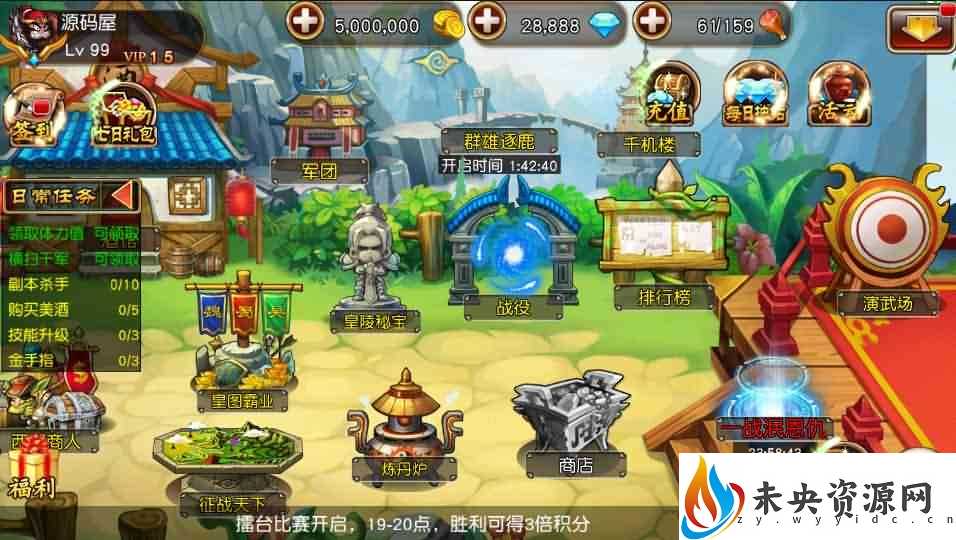 源码屋
Lv 99
VIP 15
5,000,000
28,888
61/159
签到
七日礼包
充值
活动
军团
群雄逐鹿
开启时间 1:42:40
千机楼
日常任务
领取体力值 可领取
横扫千军 可领取
副本杀手 0/10
购买美酒 0/5
技能升级 0/3
金手指 0/3
皇陵秘宝
战役
排行榜
演武场
魏
蜀
吴
皇图霸业
商人
福利
征战天下
炼丹炉
商店
一战泯恩仇
23:58:43
擂台比赛开启，19-20点，胜利可得3倍积分
未央资源网
zy.wyyidc.cn